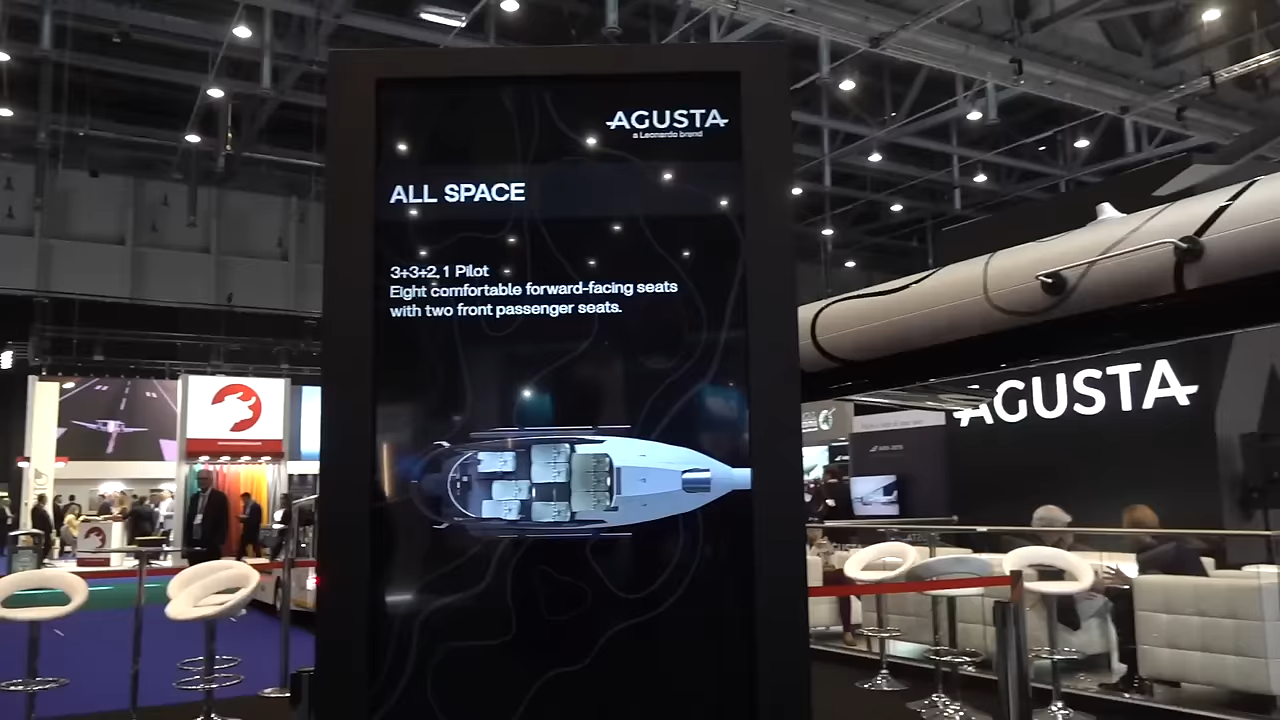 AGUSTA
a Leonardo brand
ALL SPACE
3+3+2, 1 Pilot
Eight comfortable forward-facing seats
with two front passenger seats.
AGUSTA